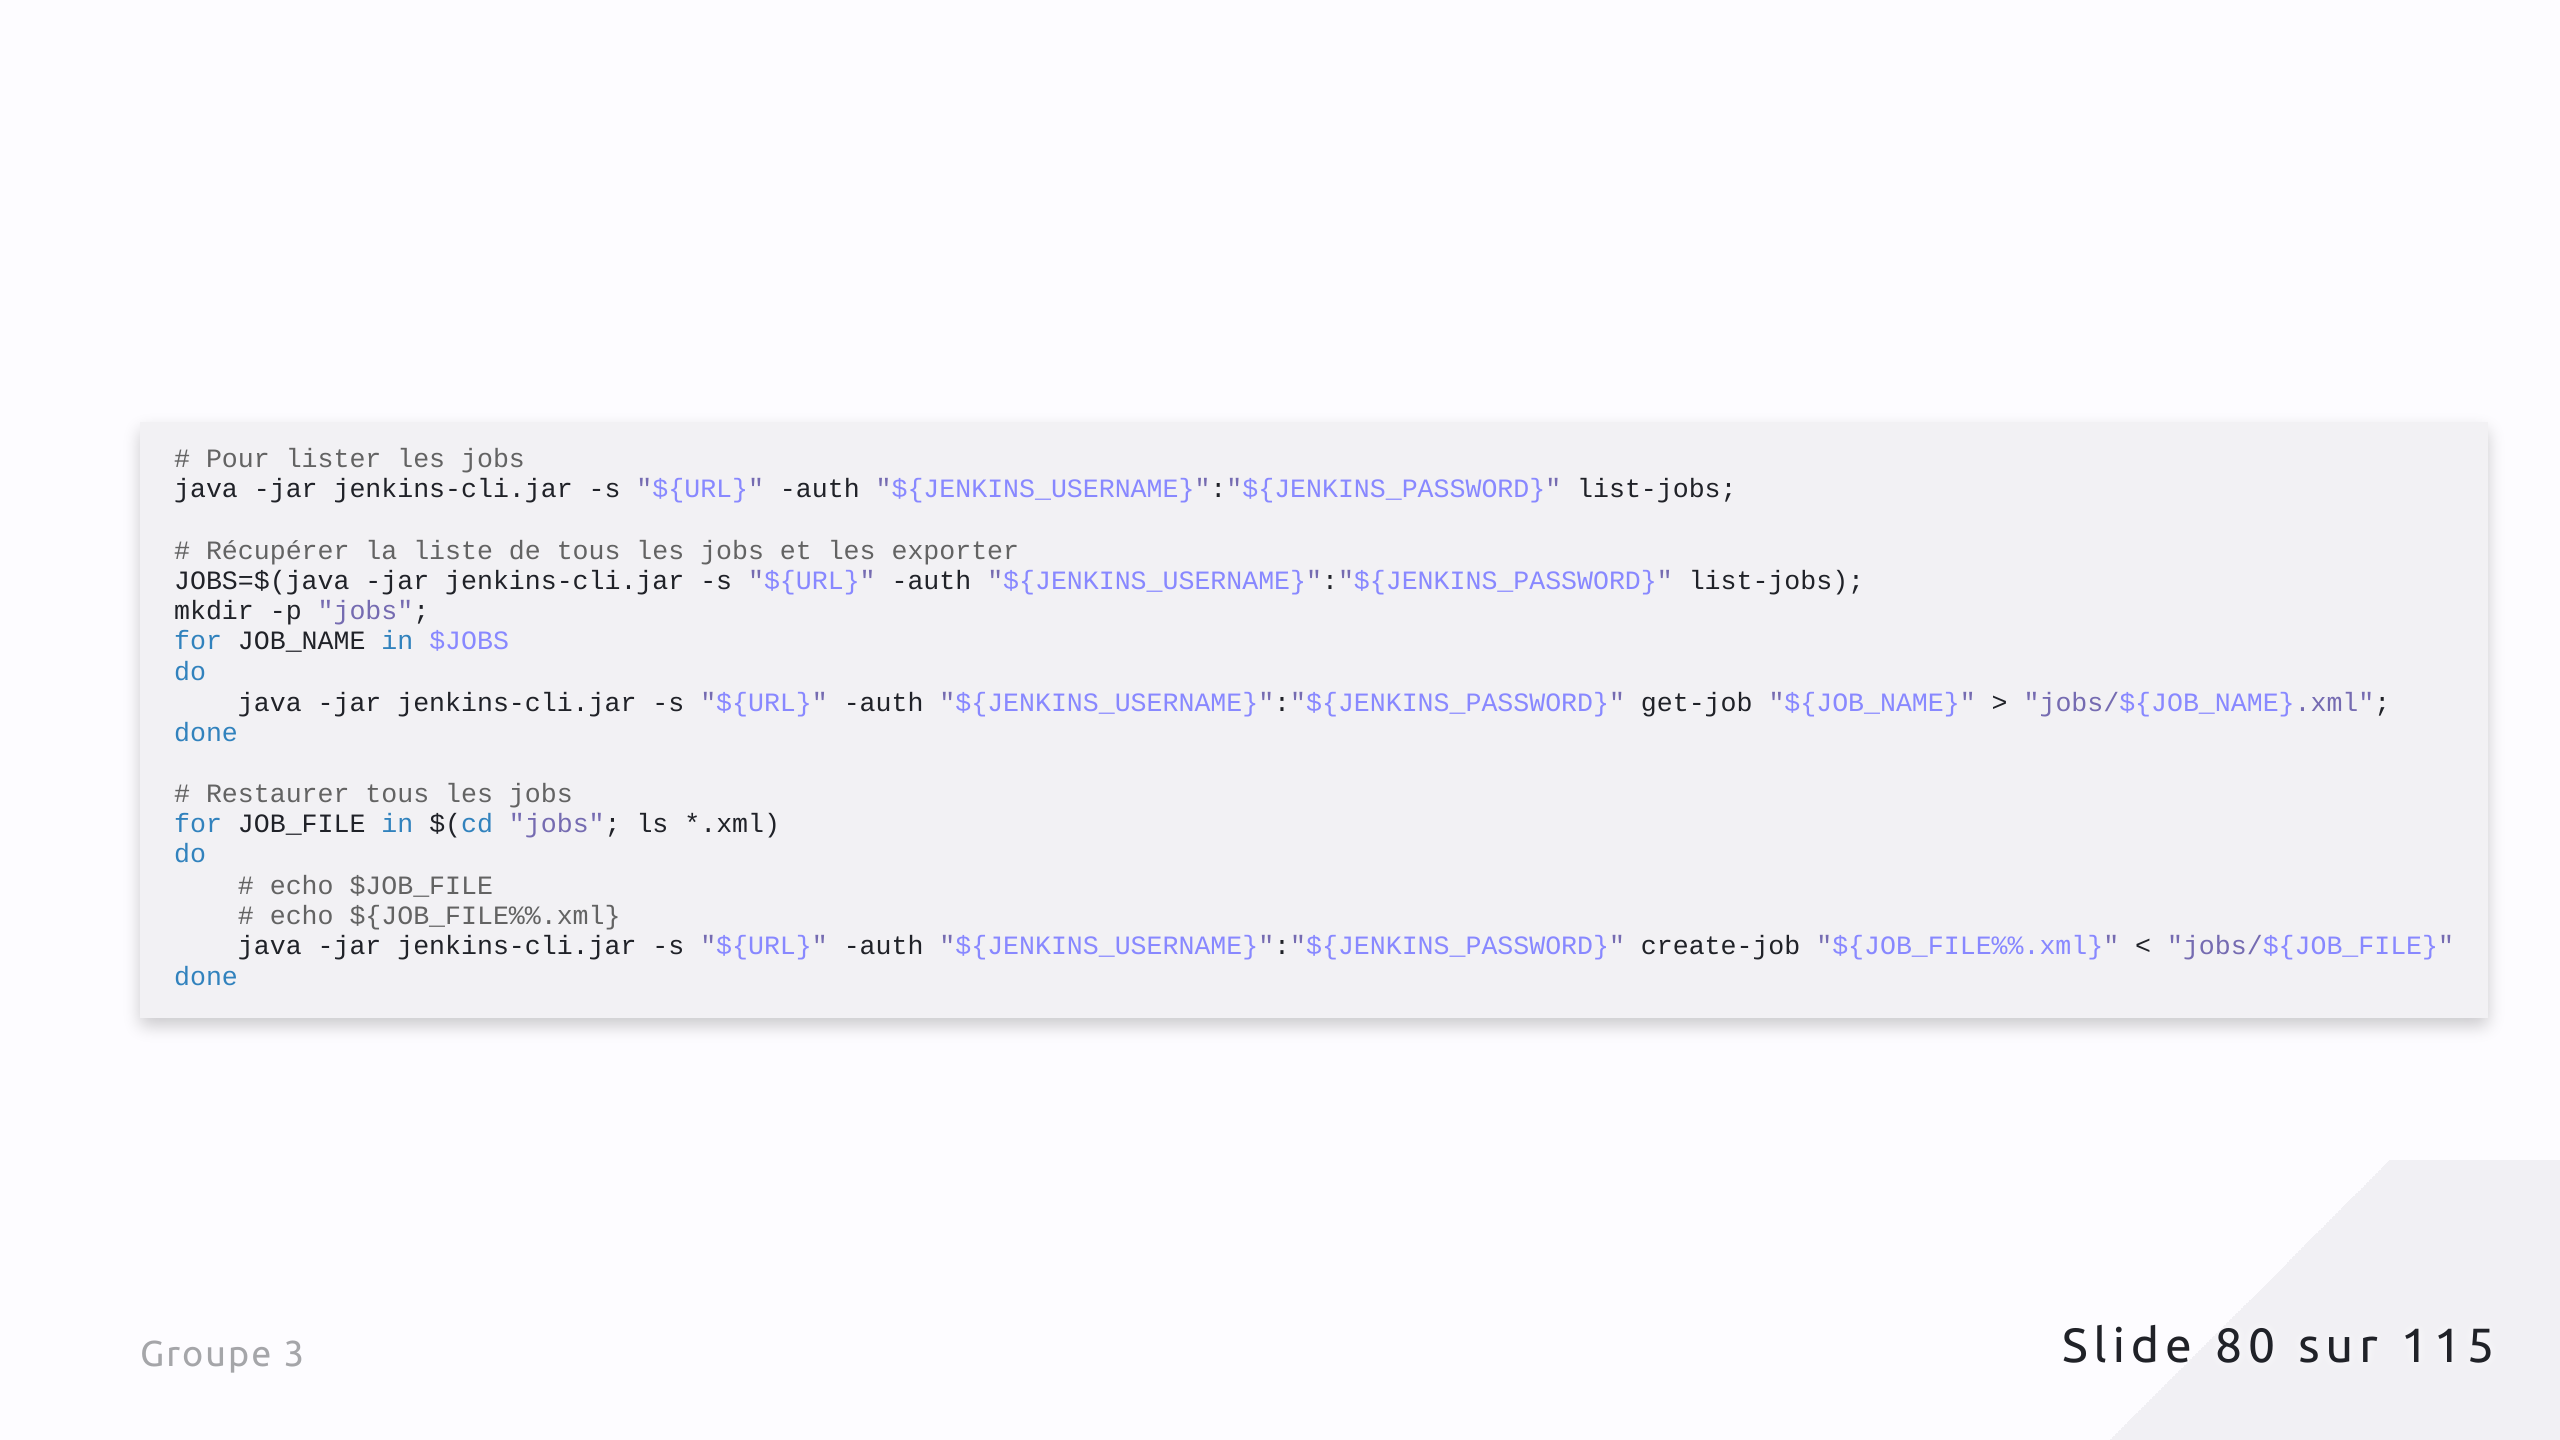 # Pour lister les jobs
java -jar jenkins-cli.jar -s "${URL}" -auth "${JENKINS_USERNAME}":"${JENKINS_PASSWORD}" list-jobs;

# Récupérer la liste de tous les jobs et les exporter
JOBS=$(java -jar jenkins-cli.jar -s "${URL}" -auth "${JENKINS_USERNAME}":"${JENKINS_PASSWORD}" list-jobs);
mkdir -p "jobs";
for JOB_NAME in $JOBS
do
    java -jar jenkins-cli.jar -s "${URL}" -auth "${JENKINS_USERNAME}":"${JENKINS_PASSWORD}" get-job "${JOB_NAME}" > "jobs/${JOB_NAME}.xml";
done

# Restaurer tous les jobs
for JOB_FILE in $(cd "jobs"; ls *.xml)
do
    # echo $JOB_FILE
    # echo ${JOB_FILE%%.xml}
    java -jar jenkins-cli.jar -s "${URL}" -auth "${JENKINS_USERNAME}":"${JENKINS_PASSWORD}" create-job "${JOB_FILE%%.xml}" < "jobs/${JOB_FILE}"
done
Groupe 3
Slide 80 sur 115